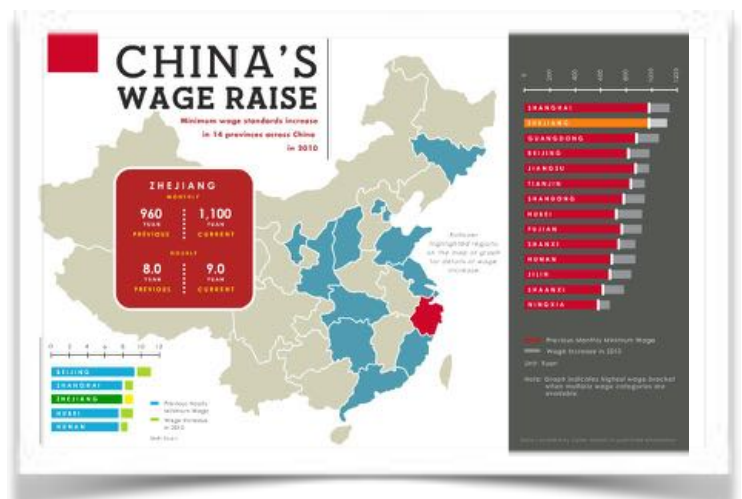 CHINA'S
WAGE RAISE
Minimum wage standards increase
in 14 provinces across China
in 2010
ZHEJIANG
MONTHLY
960 1,100
YUAN YUAN
PREVIOUS CURRENT
HOURLY
8.0 9.0
YUAN YUAN
PREVIOUS CURRENT
Rollover
highlighted regions
on the map or graph
for details of wage
increase
0 2 4 6 8 10 12
BEIJING
SHANGHAI
ZHEJIANG
HUBEI
HUNAN
Previous Hourly
Minimum Wage
Wage Increase
in 2010
Unit: Yuan
0 200 400 600 800 1000 1200
SHANGHAI
ZHEJIANG
GUANGDONG
BEIJING
JIANGSU
TIANJIN
SHANDONG
HUBEI
FUJIAN
SHANXI
HUNAN
JILIN
SHAANXI
NINGXIA
Previous Monthly Minimum Wage
Wage Increase in 2010
Unit: Yuan
Note: Graph indicates highest wage bracket
when multiple wage categories are
available